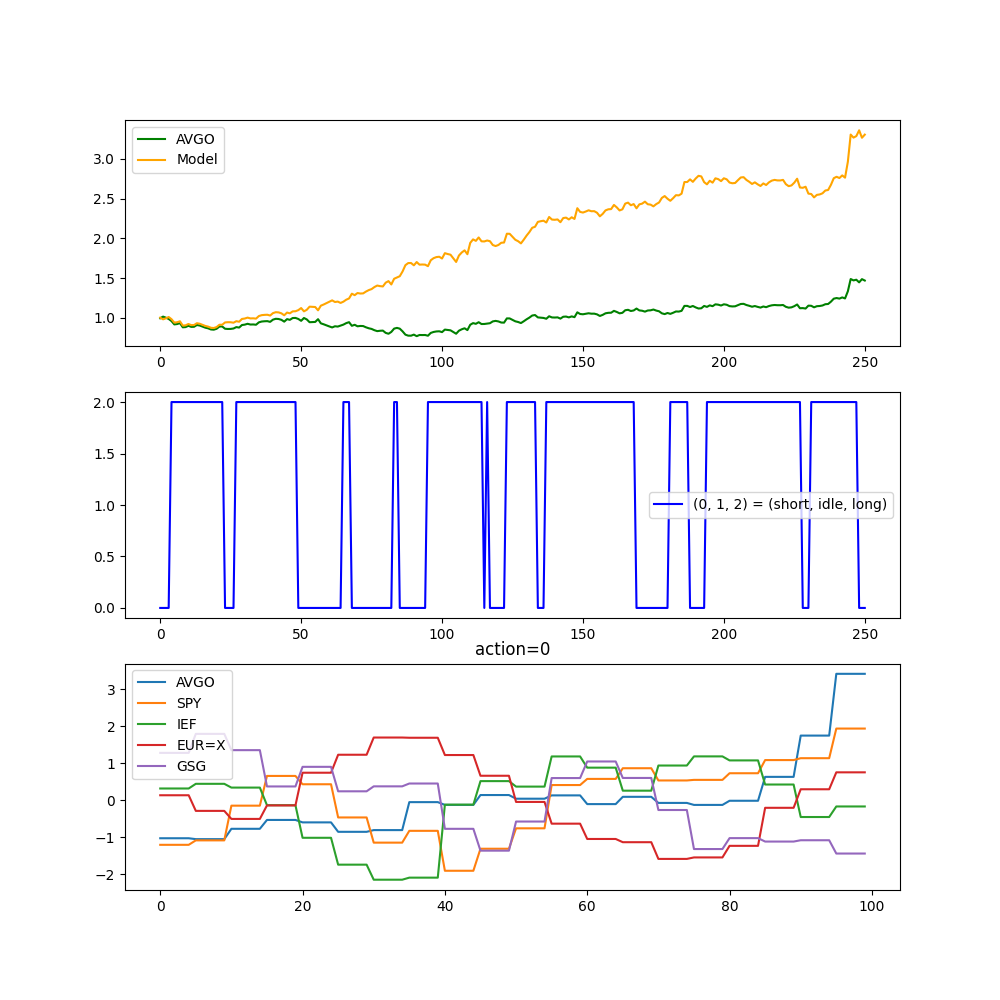 AVGO
Model
3.0
2.5
2.0
1.5
1.0
0 50 100 150 200 250
2.0
1.5
1.0
0.5
0.0
(0, 1, 2) = (short, idle, long)
0 50 100 150 200 250
action=0
AVGO
SPY
IEF
EUR=X
GSG
3
2
1
0
−1
−2
0 20 40 60 80 100